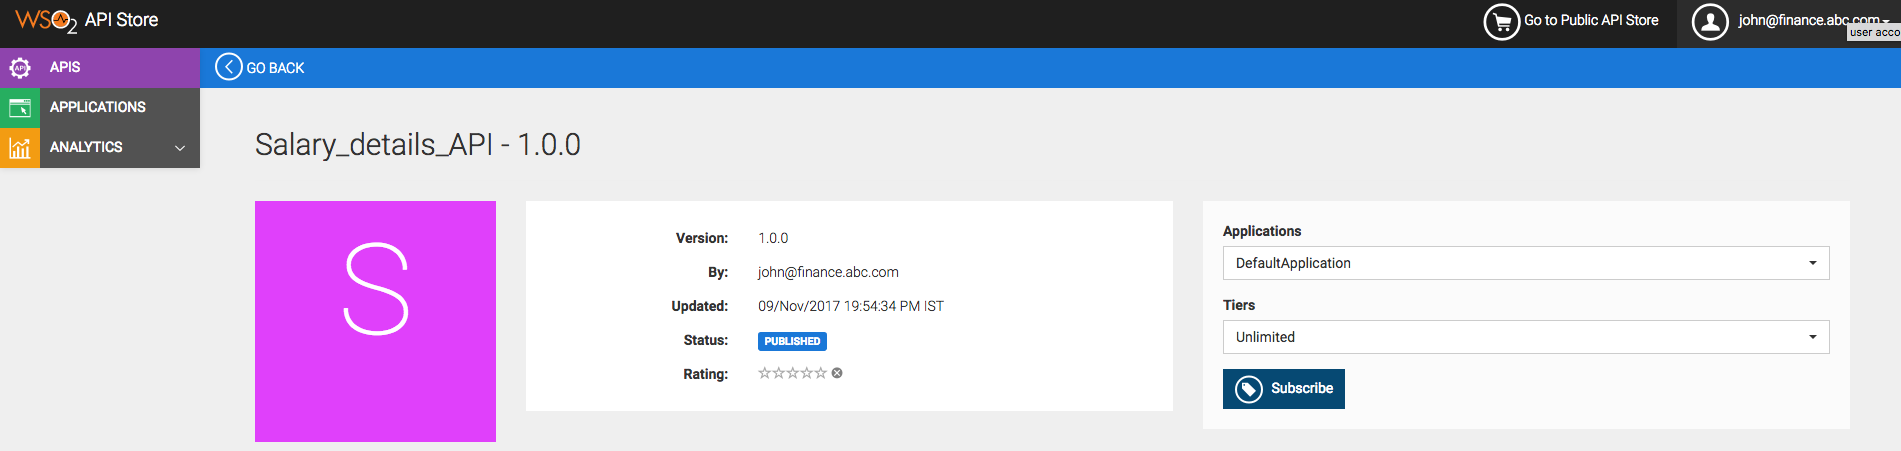 WSO2 API Store
Go to Public API Store
john@finance.abc.com
user acco
API
APIS
GO BACK
APPLICATIONS
ANALYTICS
Salary_details_API - 1.0.0
S
Version: 1.0.0
By: john@finance.abc.com
Updated: 09/Nov/2017 19:54:34 PM IST
Status: PUBLISHED
Rating:
Applications
DefaultApplication
Tiers
Unlimited
Subscribe